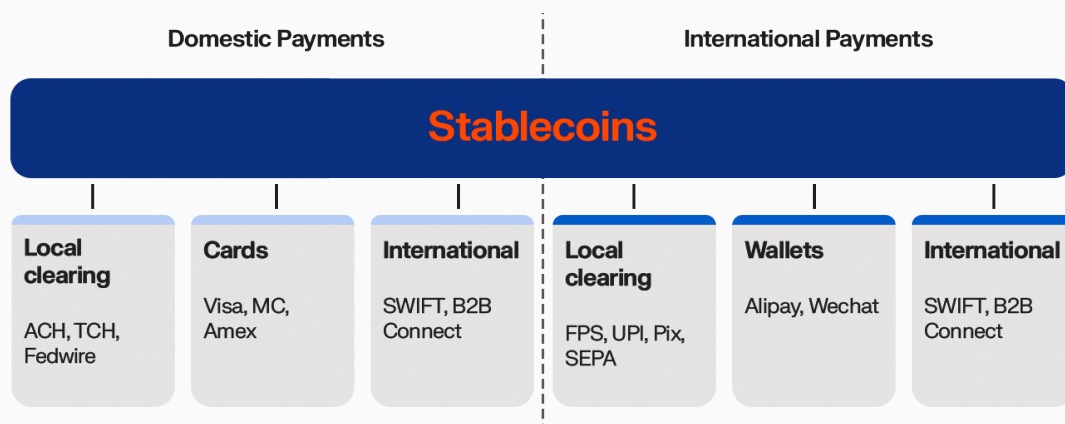 Domestic Payments
International Payments
Stablecoins
Local
clearing
ACH, TCH,
Fedwire
Cards
Visa, MC,
Amex
International
SWIFT, B2B
Connect
Local
clearing
FPS, UPI, Pix,
SEPA
Wallets
Alipay, Wechat
International
SWIFT, B2B
Connect